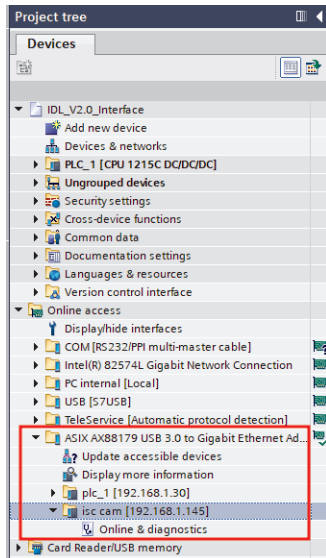 Project tree
Devices
IDL_V2.0_Interface
Add new device
Devices & networks
PLC_1 [CPU 1215C DC/DC/DC]
Ungrouped devices
Security settings
Cross-device functions
Common data
Documentation settings
Languages & resources
Version control interface
Online access
Display/hide interfaces
COM [RS232/PPI multi-master cable]
Intel(R) 82574L Gigabit Network Connection
PC internal [Local]
USB [S7USB]
TeleService [Automatic protocol detection]
ASIX AX88179 USB 3.0 to Gigabit Ethernet Ad...
Update accessible devices
Display more information
plc_1 [192.168.1.30]
isc cam [192.168.1.145]
Online & diagnostics
Card Reader/USB memory